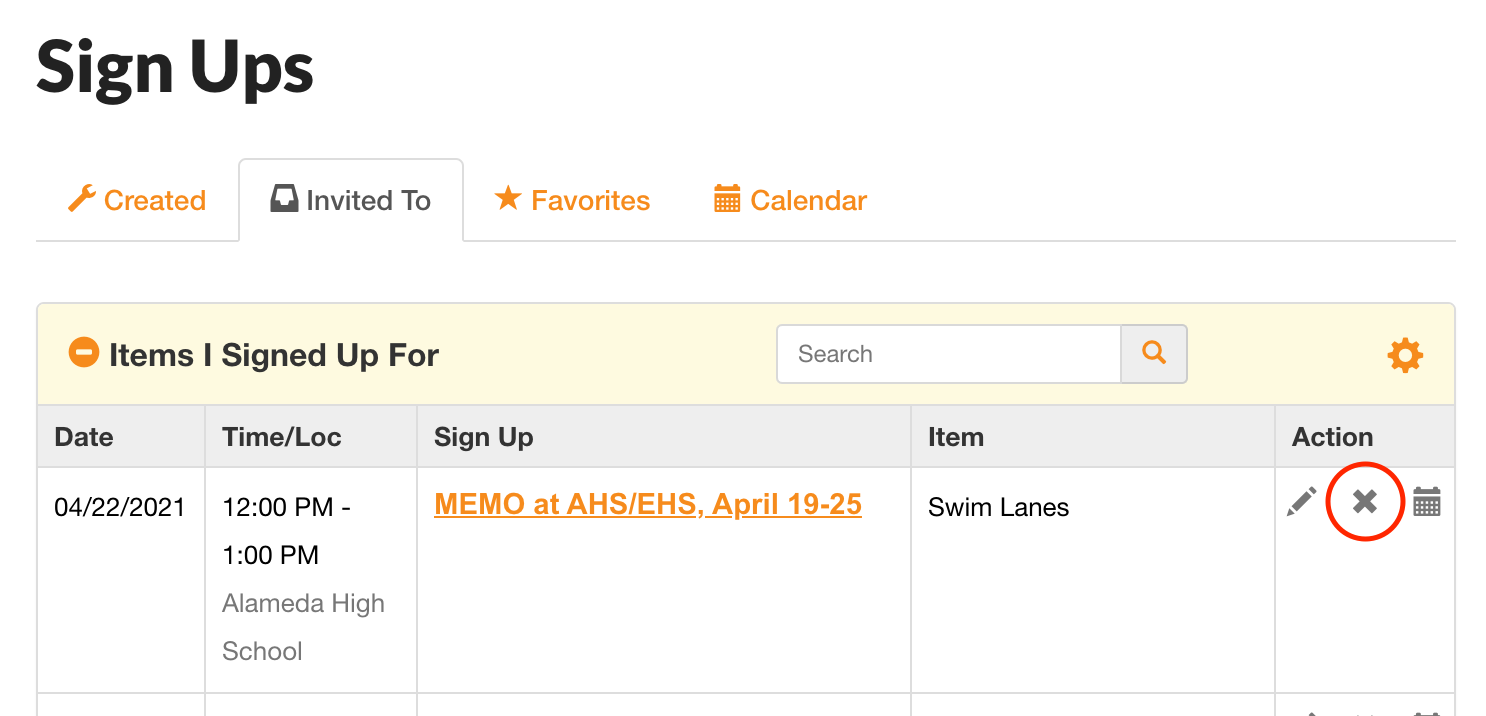 Sign Ups
Created Invited To Favorites Calendar
Items I Signed Up For Search
Date Time/Loc Sign Up Item Action
04/22/2021 12:00 PM - MEMO at AHS/EHS, April 19-25 Swim Lanes
1:00 PM
Alameda High
School